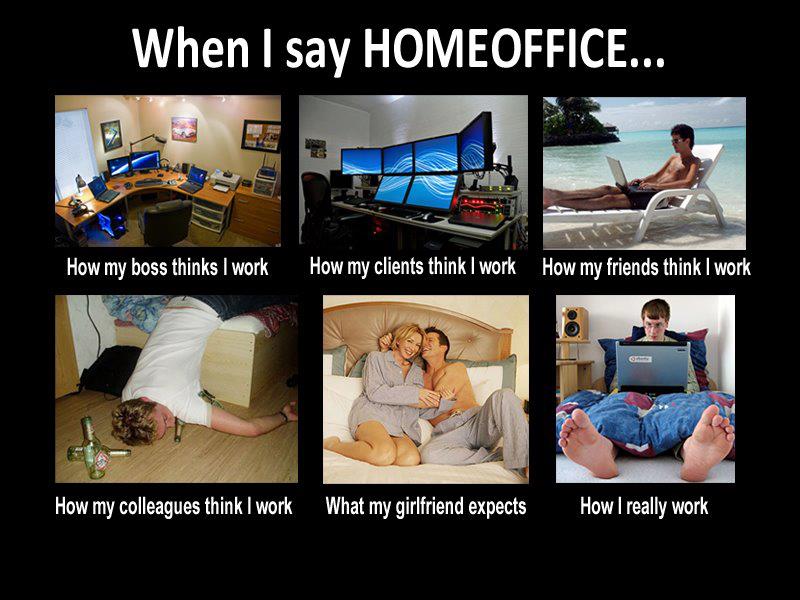 When I say HOMEOFFICE...
How my boss thinks I work
How my clients think I work
How my friends think I work
How my colleagues think I work
What my girlfriend expects
How I really work